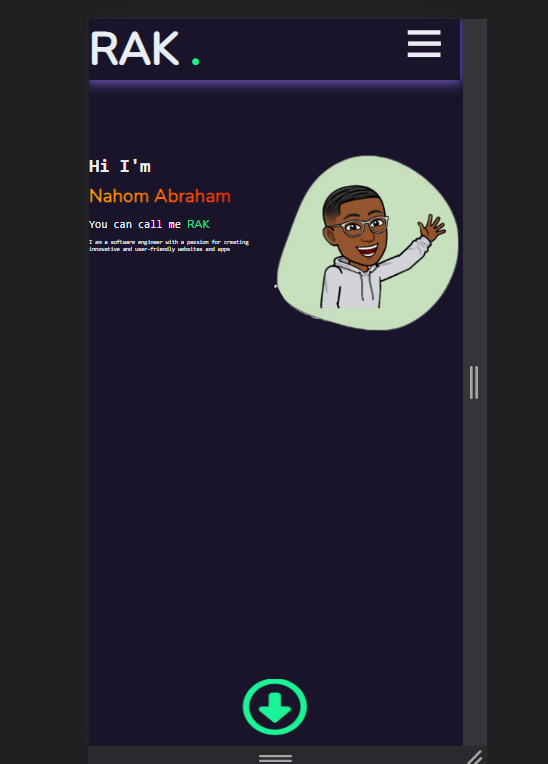 RAK .
Hi I'm
Nahom Abraham
You can call me RAK
I am a software engineer with a passion for creating
innovative and user-friendly websites and apps